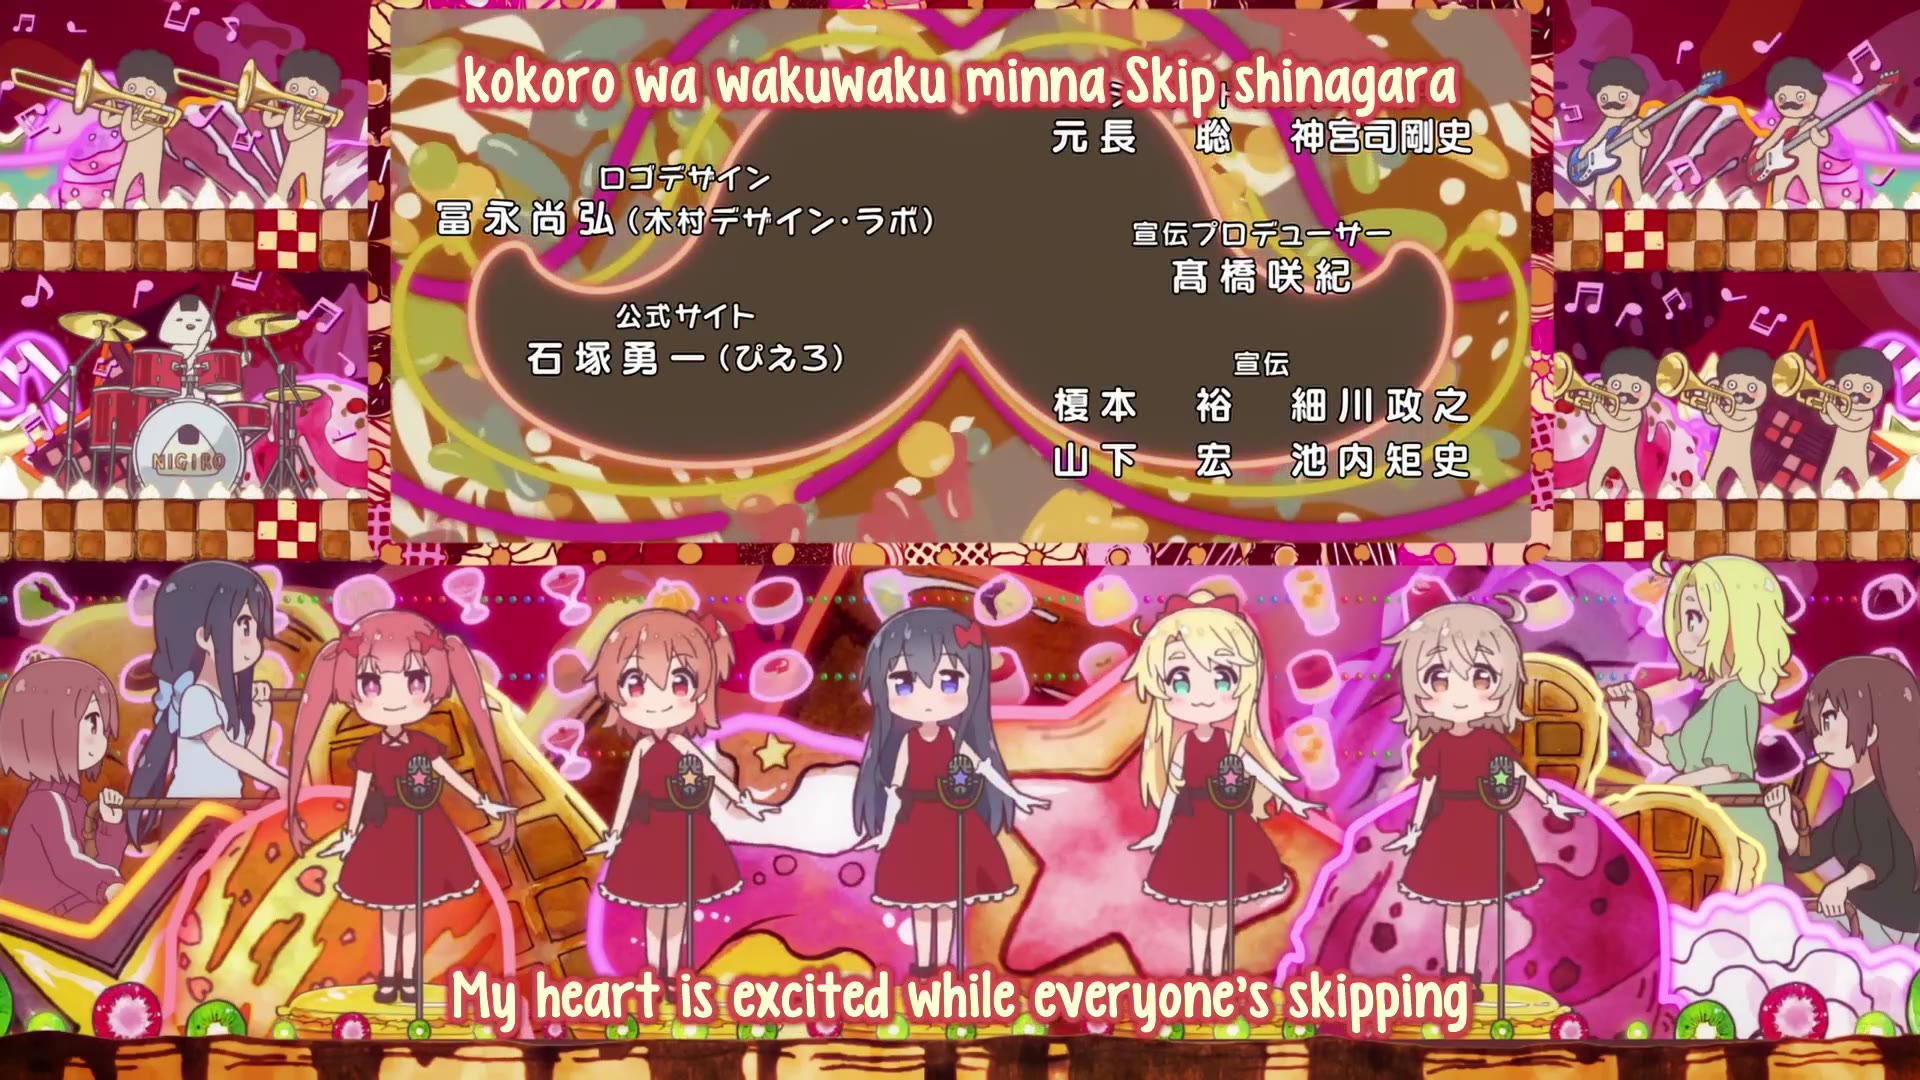 kokoro wa wakuwaku minna Skip shinagara
元長 聡 神宮司剛史
ロゴデザイン
冨永尚弘(木村デザイン・ラボ)
宣伝プロデューサー
髙橋咲紀
公式サイト
石塚勇一(ぴえろ)
宣伝
榎本 裕 細川政之
山下 宏 池内矩史
NIGIRO
My heart is excited while everyone's skipping